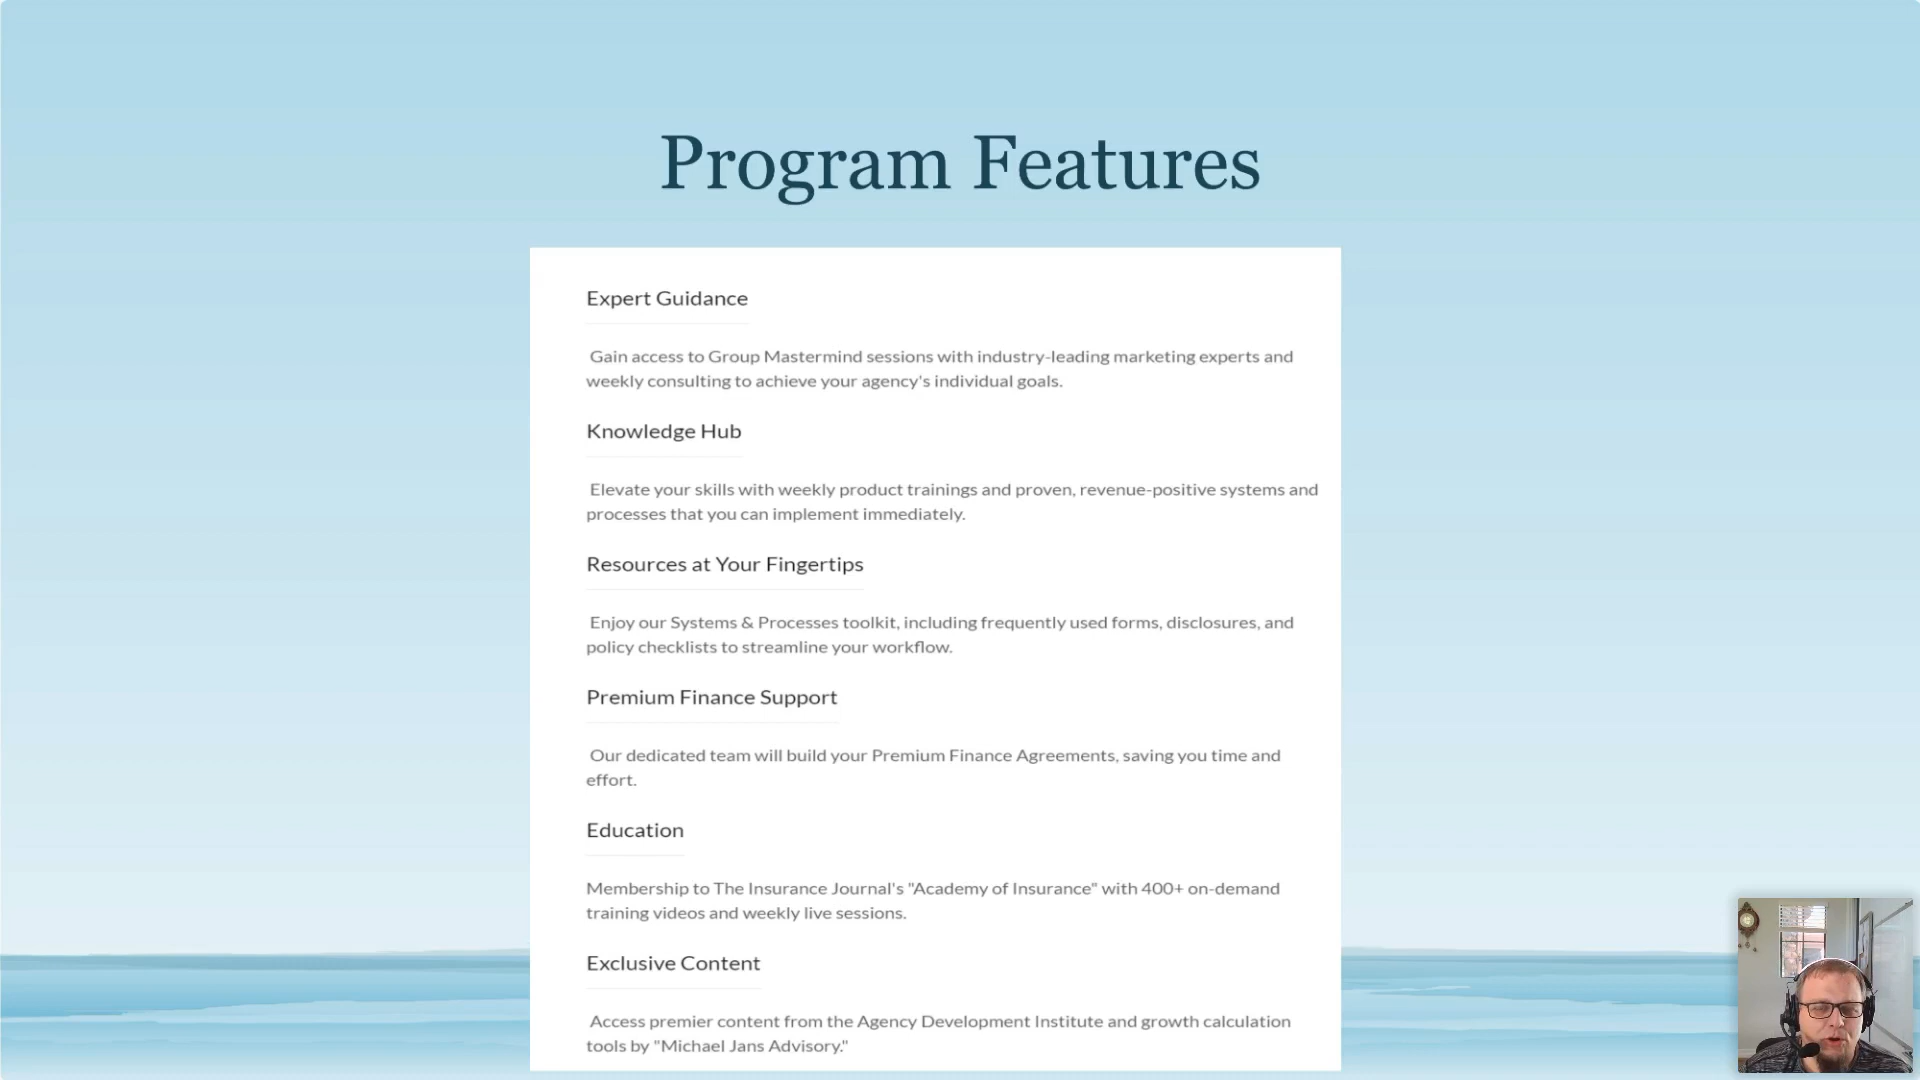 Program Features
Expert Guidance
Gain access to Group Mastermind sessions with industry-leading marketing experts and
weekly consulting to achieve your agency's individual goals.
Knowledge Hub
Elevate your skills with weekly product trainings and proven, revenue-positive systems and
processes that you can implement immediately.
Resources at Your Fingertips
Enjoy our Systems & Processes toolkit, including frequently used forms, disclosures, and
policy checklists to streamline your workflow.
Premium Finance Support
Our dedicated team will build your Premium Finance Agreements, saving you time and
effort.
Education
Membership to The Insurance Journal's "Academy of Insurance" with 400+ on-demand
training videos and weekly live sessions.
Exclusive Content
Access premier content from the Agency Development Institute and growth calculation
tools by "Michael Jans Advisory."